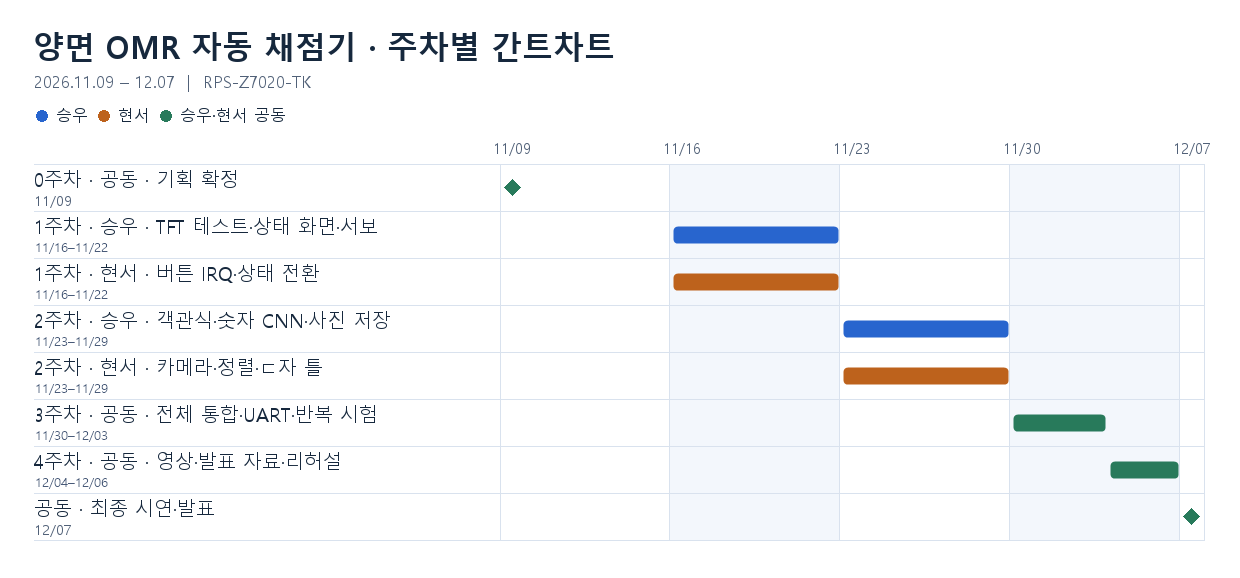 양면 OMR 자동 채점기 · 주차별 간트차트
2026.11.09 – 12.07 | RPS-Z7020-TK
승우 현서 승우·현서 공동
11/09 11/16 11/23 11/30 12/07
0주차 · 공동 · 기획 확정
11/09
1주차 · 승우 · TFT 테스트·상태 화면·서보
11/16–11/22
1주차 · 현서 · 버튼 IRQ·상태 전환
11/16–11/22
2주차 · 승우 · 객관식·숫자 CNN·사진 저장
11/23–11/29
2주차 · 현서 · 카메라·정렬·ㄷ자 틀
11/23–11/29
3주차 · 공동 · 전체 통합·UART·반복 시험
11/30–12/03
4주차 · 공동 · 영상·발표 자료·리허설
12/04–12/06
공동 · 최종 시연·발표
12/07